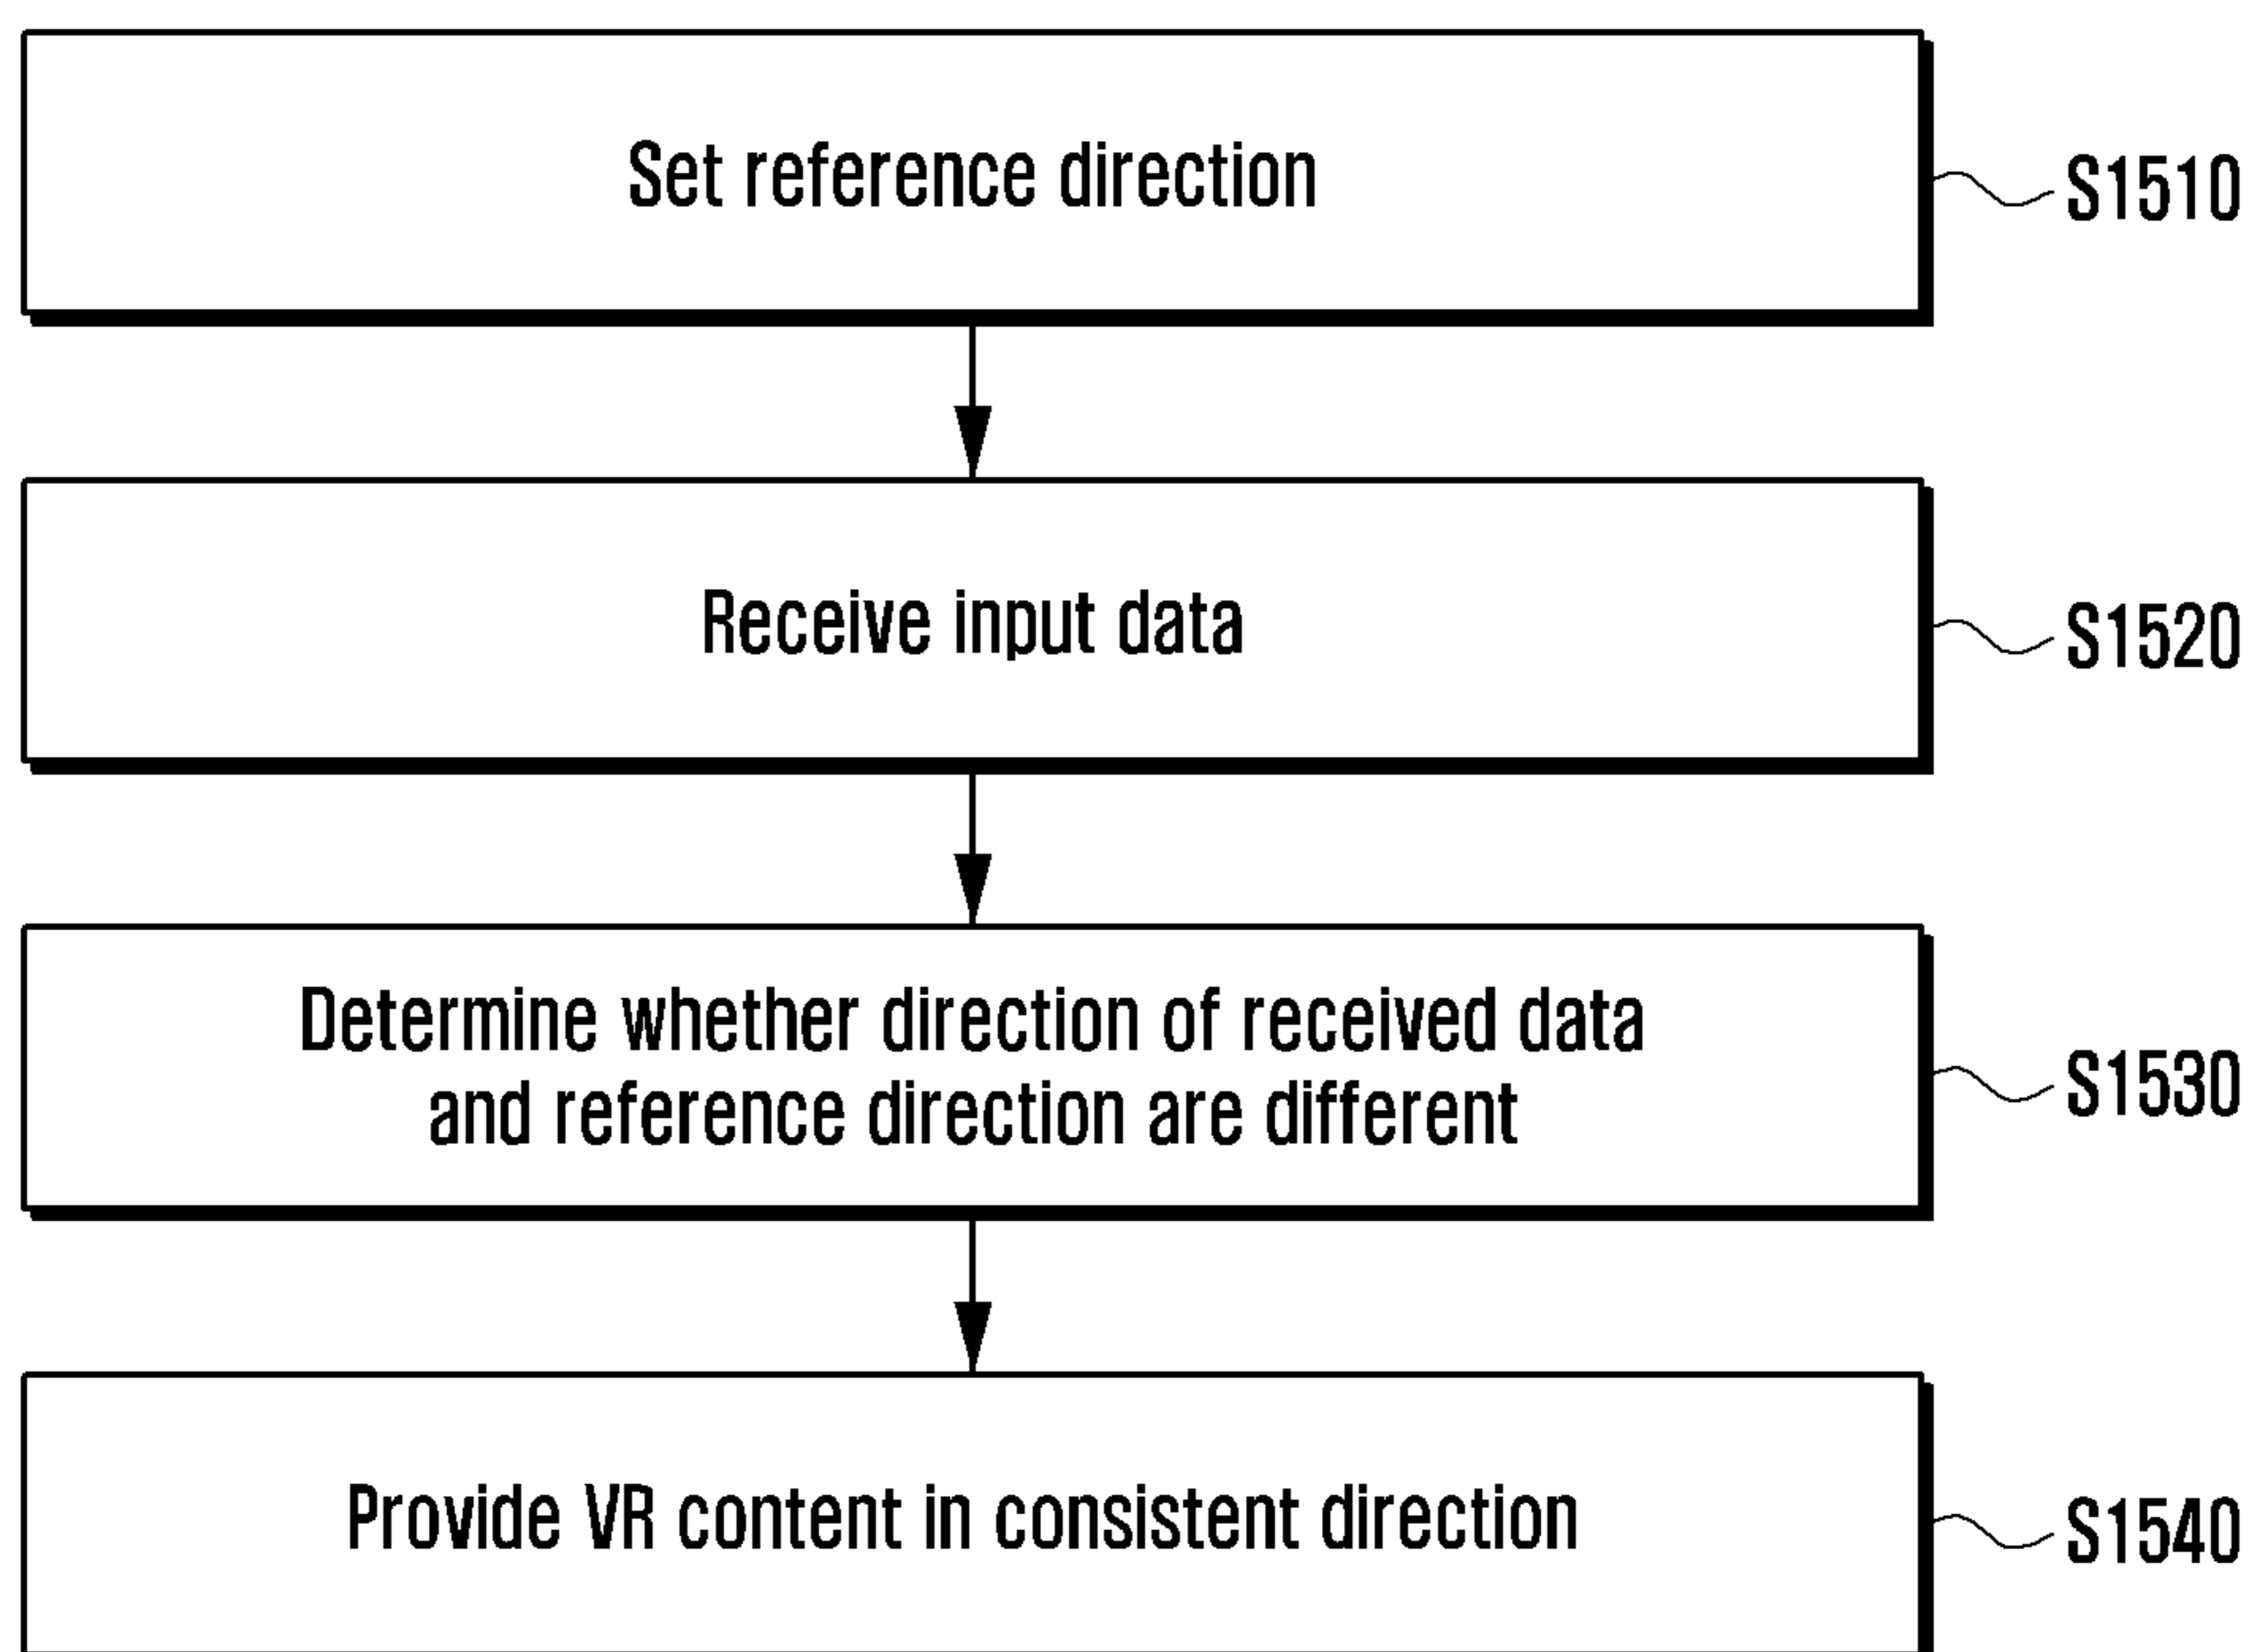 Set reference direction
S1510
Receive input data
S1520
Determine whether direction of received data
and reference direction are different
S1530
Provide VR content in consistent direction
S1540